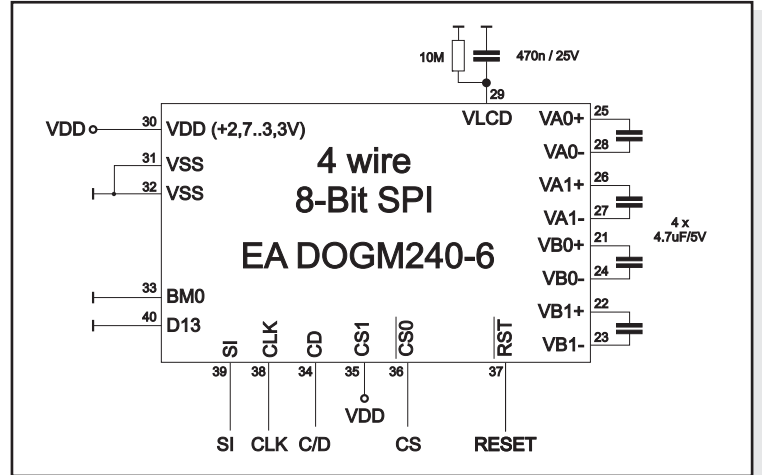 10M
470n / 25V
29
VLCD
VDD
30
VDD (+2,7..3,3V)
31
VSS
32
VSS
4 wire
8-Bit SPI
EA DOGM240-6
VA0+
25
VA0-
28
VA1+
26
VA1-
27
VB0+
21
VB0-
24
VB1+
22
VB1-
23
4 x
4.7uF/5V
33
BM0
40
D13
SI
CLK
CD
CS1
CS0
RST
39
38
34
35
36
37
VDD
SI
CLK
C/D
CS
RESET